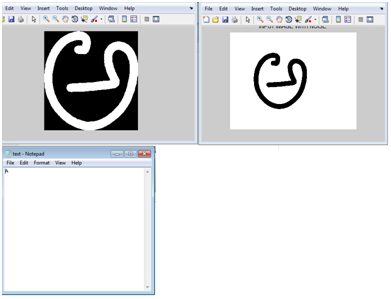 Edit View Insert Tools Desktop Window Help
Edit View Insert Tools Desktop Window Help
INPUT IMAGE WITH NOISE
text - Notepad
File Edit Format View Help